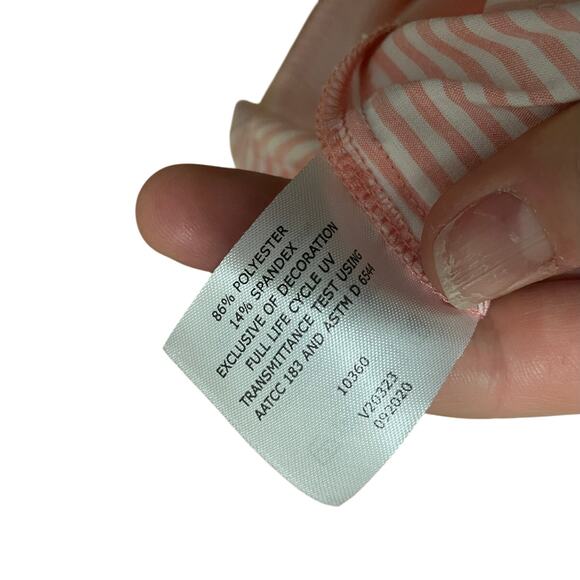 86% POLYESTER
14% SPANDEX
EXCLUSIVE OF DECORATION
FULL LIFE CYCLE UV
TRANSMITTANCE TEST USING
AATCC 183 AND ASTM D 6544
10360
V20323
092020